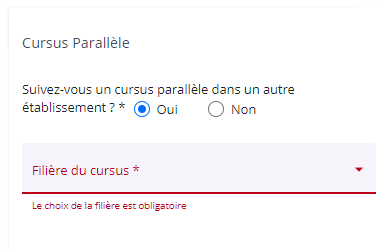 Cursus Parallèle
Suivez-vous un cursus parallèle dans un autre
établissement ? * Oui Non
Filière du cursus *
Le choix de la filière est obligatoire